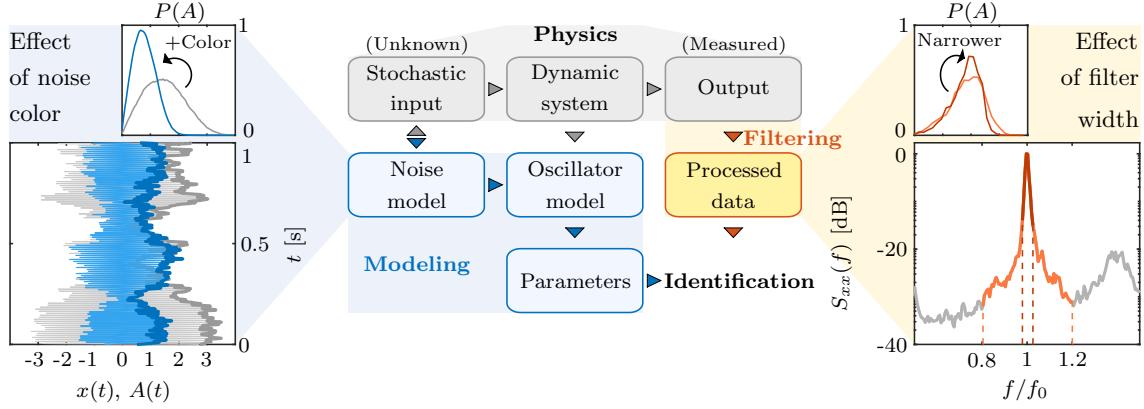 P(A)
Effect
of noise
color
1
+Color
0
0
0.5
1
t [s]
-3
-2
-1
0
1
2
3
x(t), A(t)
Physics
(Unknown)
(Measured)
Stochastic
input
Dynamic
system
Output
Filtering
Noise
model
Oscillator
model
Processed
data
Modeling
Parameters
Identification
P(A)
1
Narrower
0
Effect
of filter
width
0
-20
-40
Sxx(f) [dB]
0.8
1
1.2
f/f0